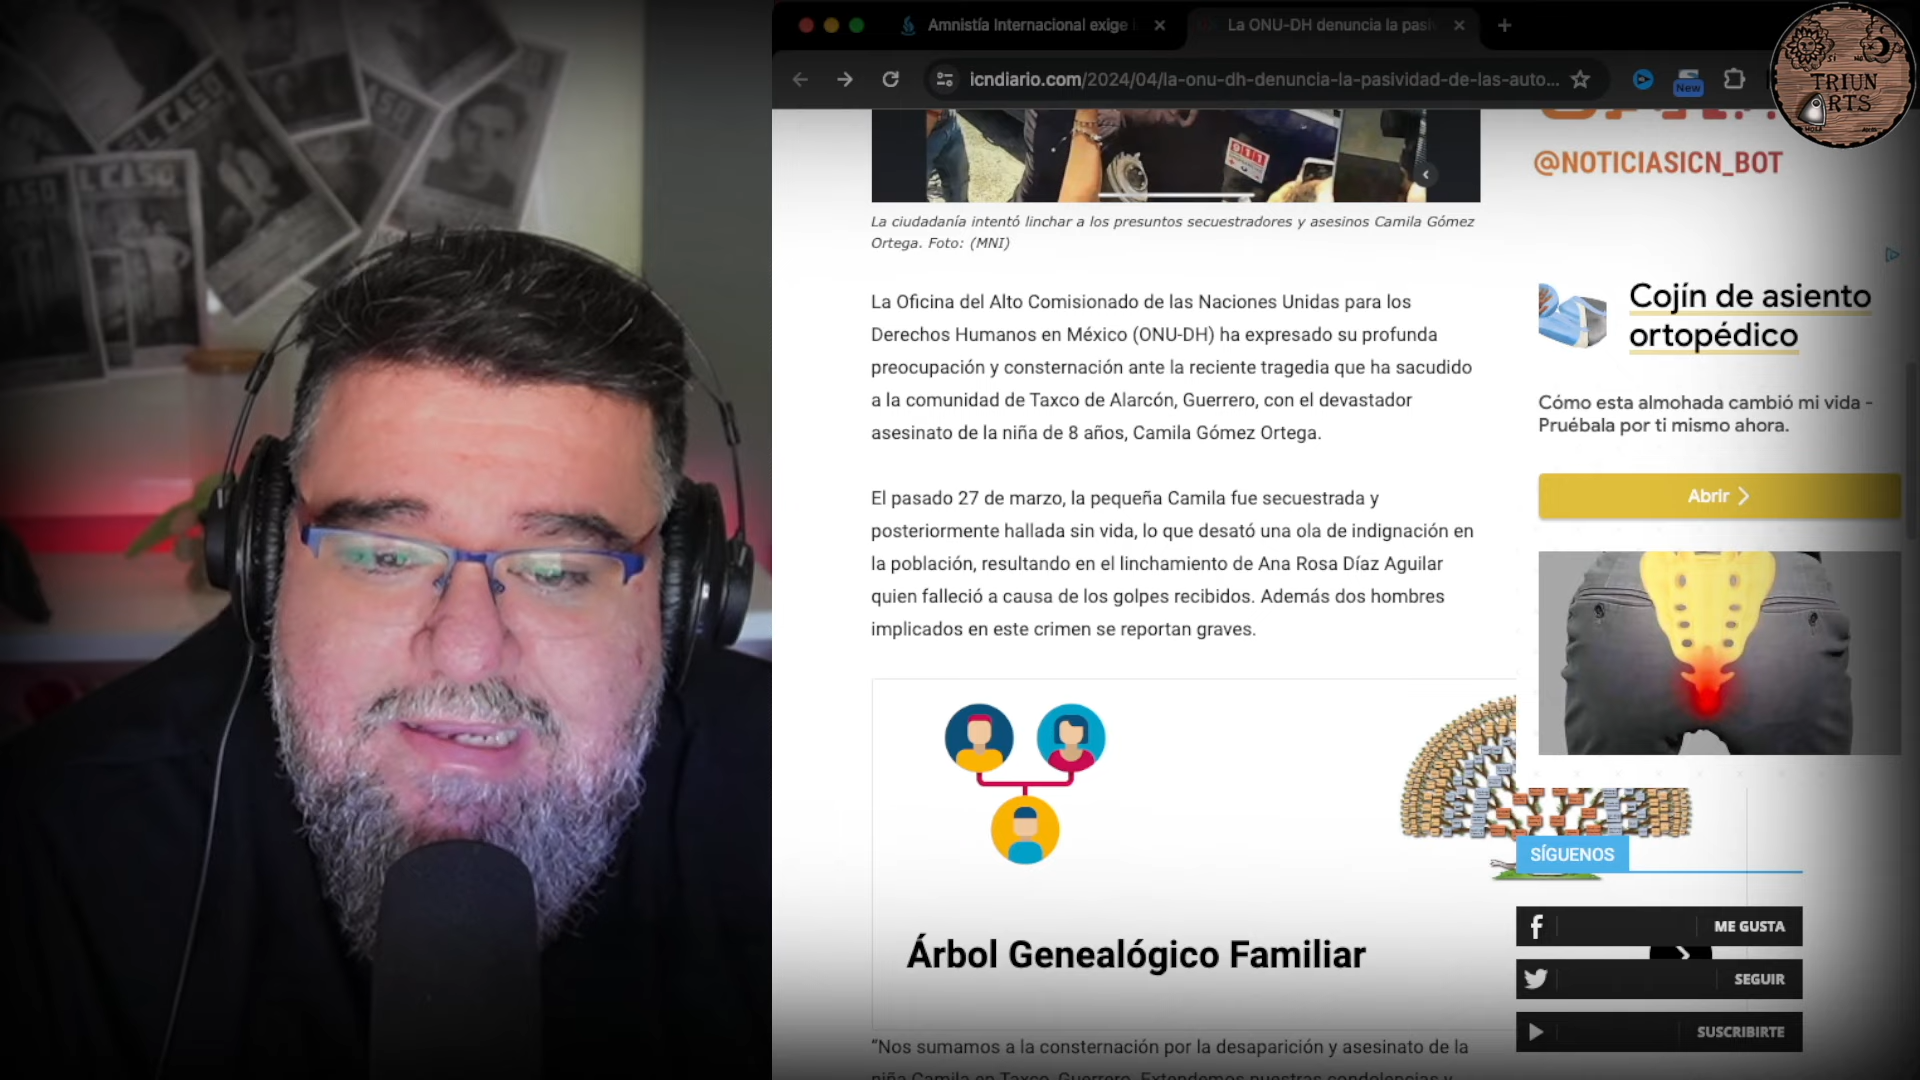 EL CASO
L CASO
Amnistía Internacional exige
La ONU-DH denuncia la pasi
icndiario.com/2024/04/la-onu-dh-denuncia-la-pasividad-de-las-auto...
New
TRIUN
ARTS
@NOTICIASICN_BOT
911
La ciudadanía intentó linchar a los presuntos secuestradores y asesinos Camila Gómez
Ortega. Foto: (MNI)
La Oficina del Alto Comisionado de las Naciones Unidas para los
Derechos Humanos en México (ONU-DH) ha expresado su profunda
preocupación y consternación ante la reciente tragedia que ha sacudido
a la comunidad de Taxco de Alarcón, Guerrero, con el devastador
asesinato de la niña de 8 años, Camila Gómez Ortega.
El pasado 27 de marzo, la pequeña Camila fue secuestrada y
posteriormente hallada sin vida, lo que desató una ola de indignación en
la población, resultando en el linchamiento de Ana Rosa Díaz Aguilar
quien falleció a causa de los golpes recibidos. Además dos hombres
implicados en este crimen se reportan graves.
Árbol Genealógico Familiar
“Nos sumamos a la consternación por la desaparición y asesinato de la
niña Camila en Taxco, Guerrero. Extendemos nuestras condolencias y
Cojín de asiento
ortopédico
Cómo esta almohada cambió mi vida -
Pruébala por ti mismo ahora.
Abrir
SÍGUENOS
ME GUSTA
SEGUIR
SUSCRIBIRTE